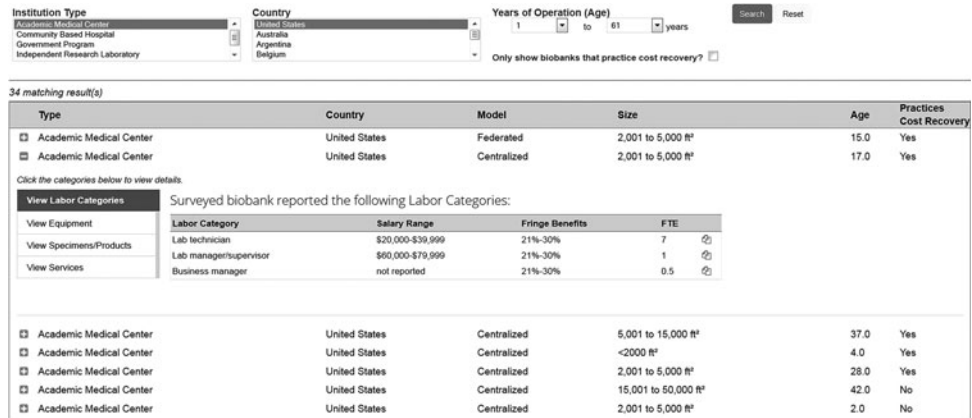 Institution Type Country Years of Operation (Age)
Academic Medical Center
Community Based Hospital
Government Program
Independent Research Laboratory
United States
Australia
Argentina
Belgium
1 to 61 years
Search Reset
Only show biobanks that practice cost recovery?
34 matching result(s)
Type Country Model Size Age Practices Cost Recovery
Academic Medical Center United States Federated 2,001 to 5,000 ft² 15.0 Yes
Academic Medical Center United States Centralized 2,001 to 5,000 ft² 17.0 Yes
Click the categories below to view details.
View Labor Categories
View Equipment
View Specimens/Products
View Services
Surveyed biobank reported the following Labor Categories:
Labor Category Salary Range Fringe Benefits FTE
Lab technician $20,000-$39,999 21%-30% 7
Lab manager/supervisor $60,000-$79,999 21%-30% 1
Business manager not reported 21%-30% 0.5
Academic Medical Center United States Centralized 5,001 to 15,000 ft² 37.0 Yes
Academic Medical Center United States Centralized <2000 ft² 4.0 Yes
Academic Medical Center United States Centralized 2,001 to 5,000 ft² 28.0 Yes
Academic Medical Center United States Centralized 15,001 to 50,000 ft² 42.0 No
Academic Medical Center United States Centralized 2,001 to 5,000 ft² 2.0 No